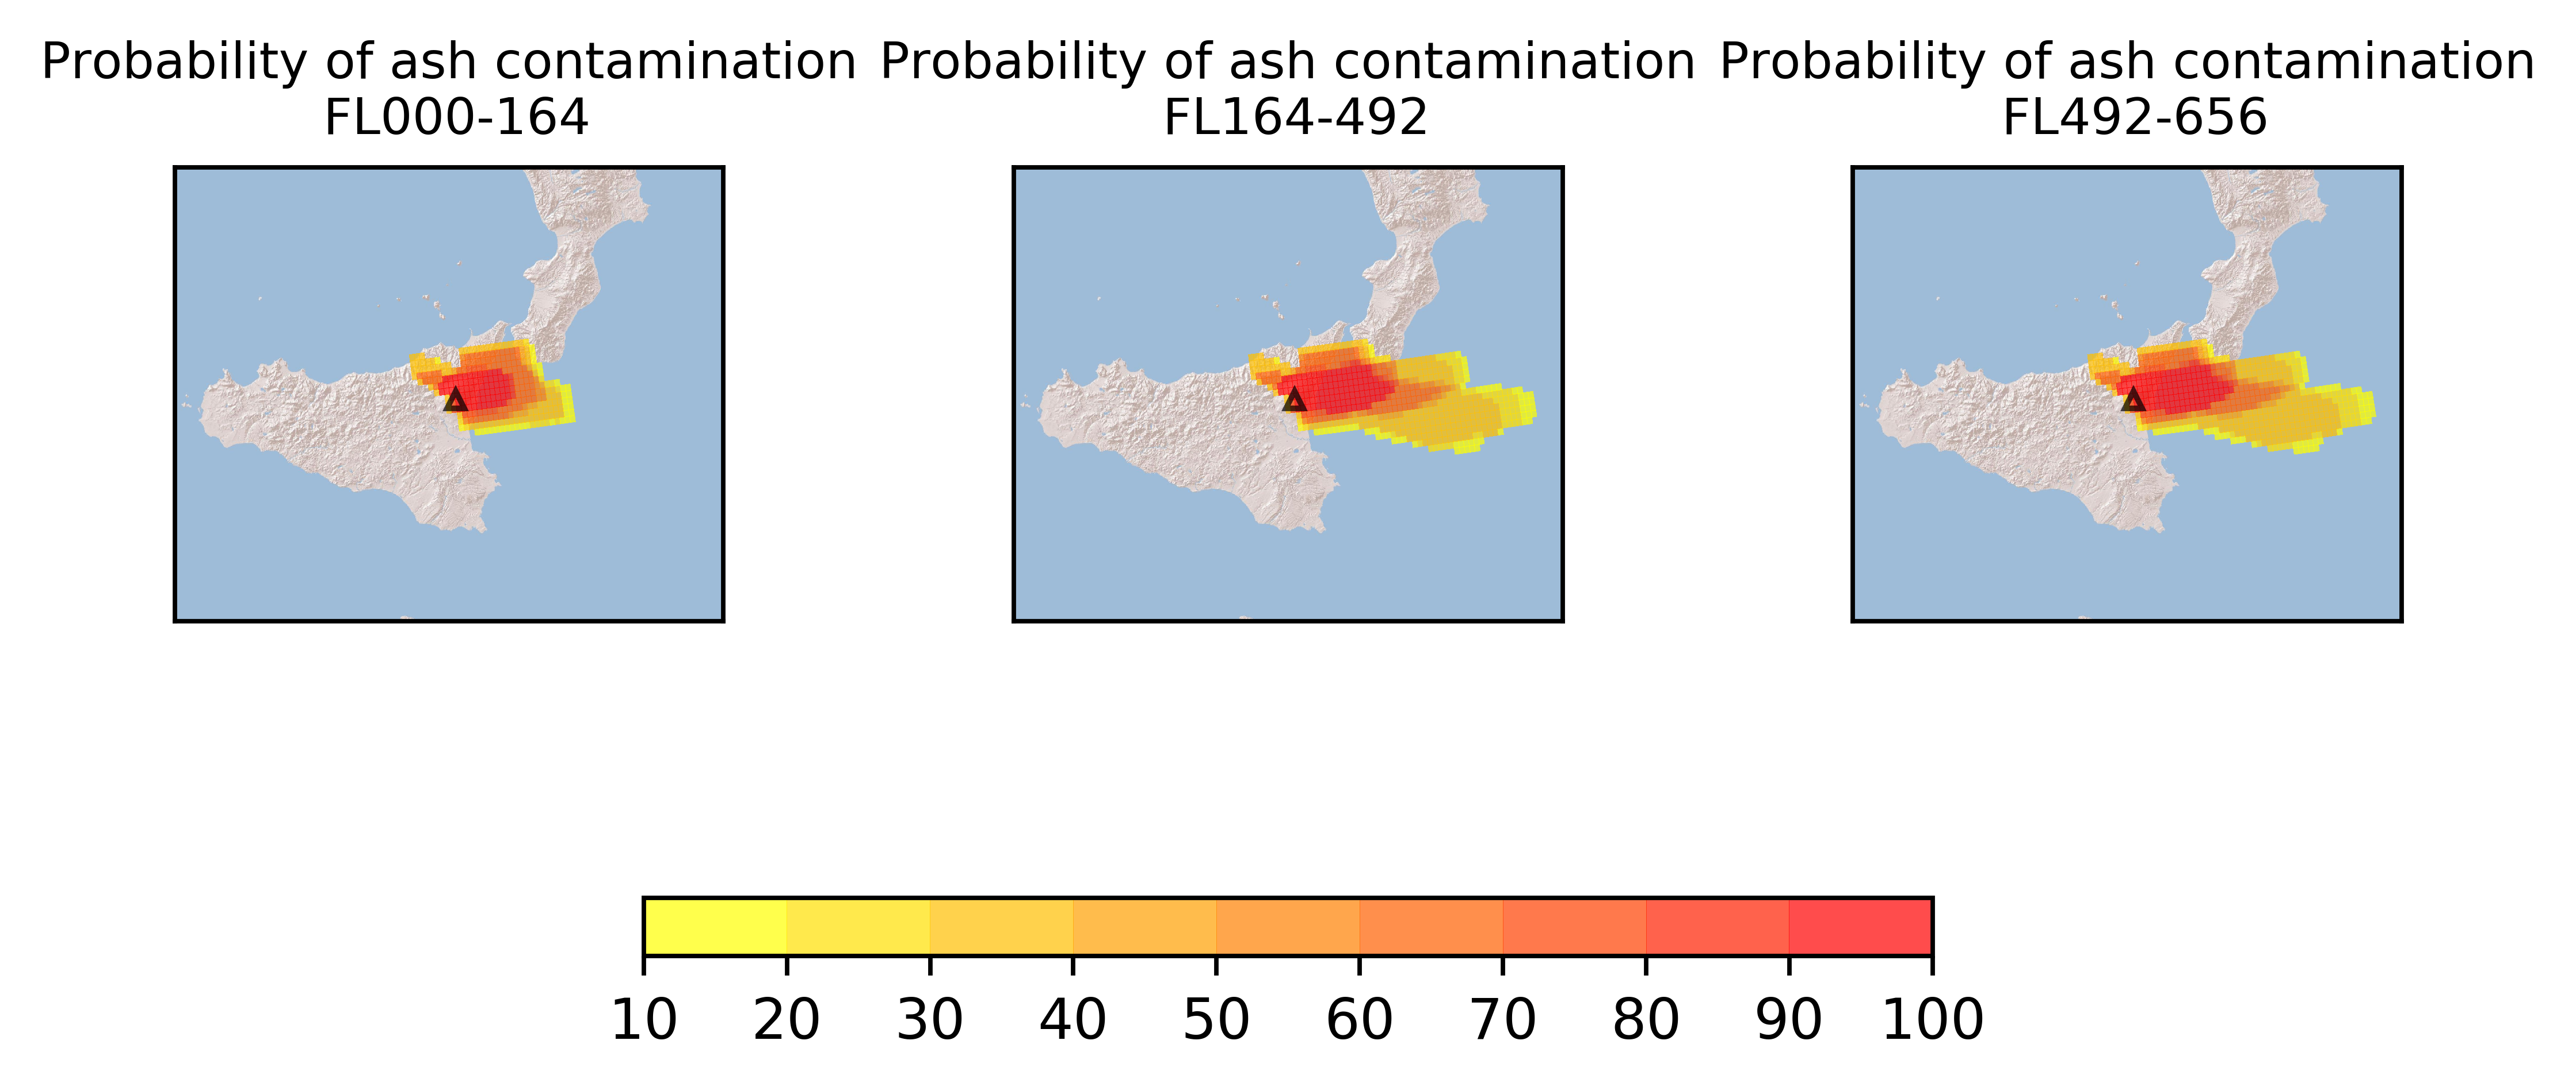 Probability of ash contamination
FL000-164
Probability of ash contamination
FL164-492
Probability of ash contamination
FL492-656
10 20 30 40 50 60 70 80 90 100